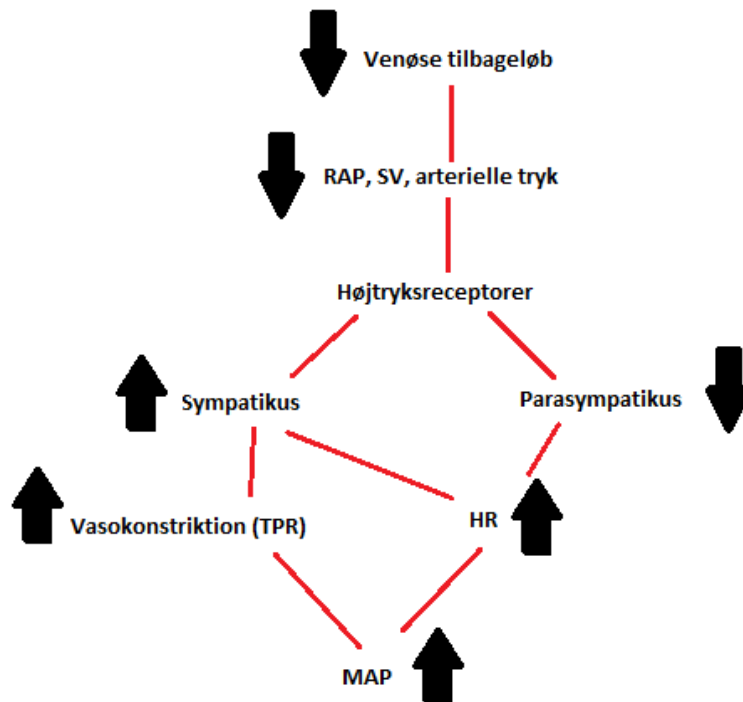 Venøse tilbageløb
RAP, SV, arterielle tryk
Højtryksreceptorer
Sympatikus
Parasympatikus
Vasokonstriktion (TPR)
HR
MAP